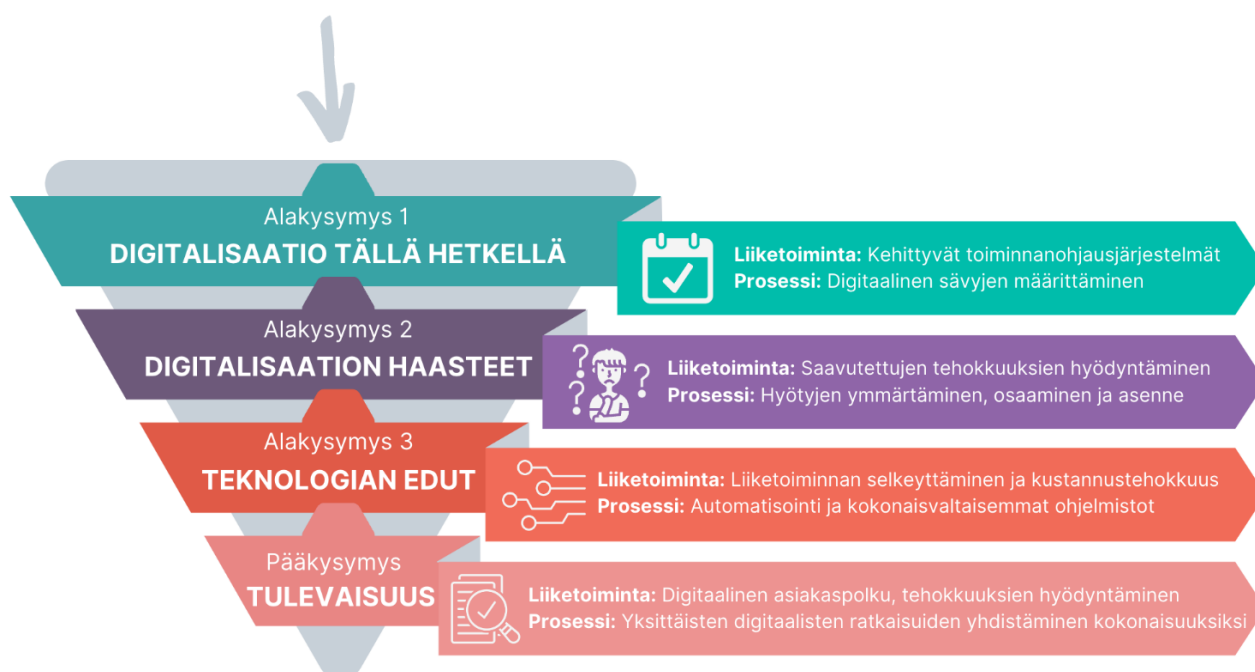 Alakysymys 1
DIGITALISAATIO TÄLLÄ HETKELLÄ
Liiketoiminta: Kehittyvät toiminnanohjausjärjestelmät
Prosessi: Digitaalinen sävyjen määrittäminen
Alakysymys 2
DIGITALISAATION HAASTEET
Liiketoiminta: Saavutettujen tehokkuuksien hyödyntäminen
Prosessi: Hyötyjen ymmärtäminen, osaaminen ja asenne
Alakysymys 3
TEKNOLOGIAN EDUT
Liiketoiminta: Liiketoiminnan selkeyttäminen ja kustannustehokkuus
Prosessi: Automatisointi ja kokonaisvaltaisemmat ohjelmistot
Pääkysymys
TULEVAISUUS
Liiketoiminta: Digitaalinen asiakaspolku, tehokkuuksien hyödyntäminen
Prosessi: Yksittäisten digitaalisten ratkaisuiden yhdistäminen kokonaisuuksiksi